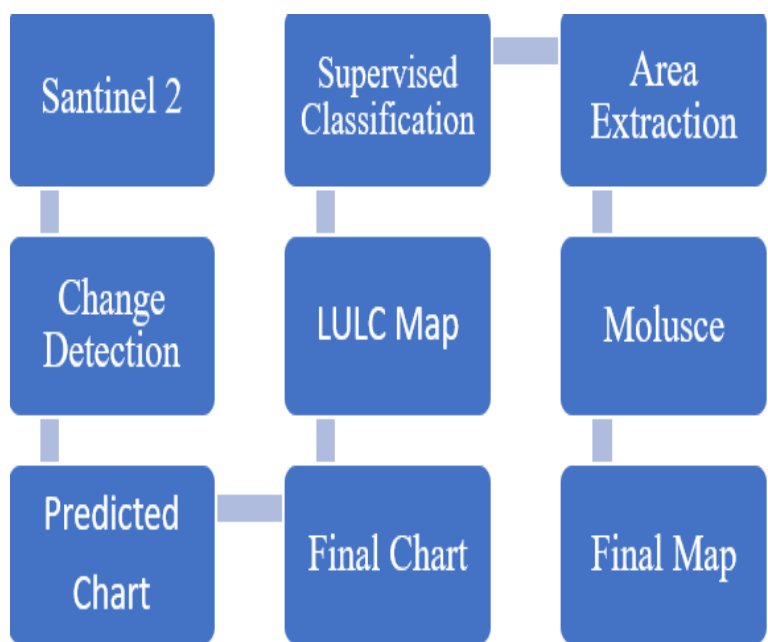 Santinel 2
Change
Detection
Predicted
Chart
Final Chart
LULC Map
Supervised
Classification
Area
Extraction
Molusce
Final Map